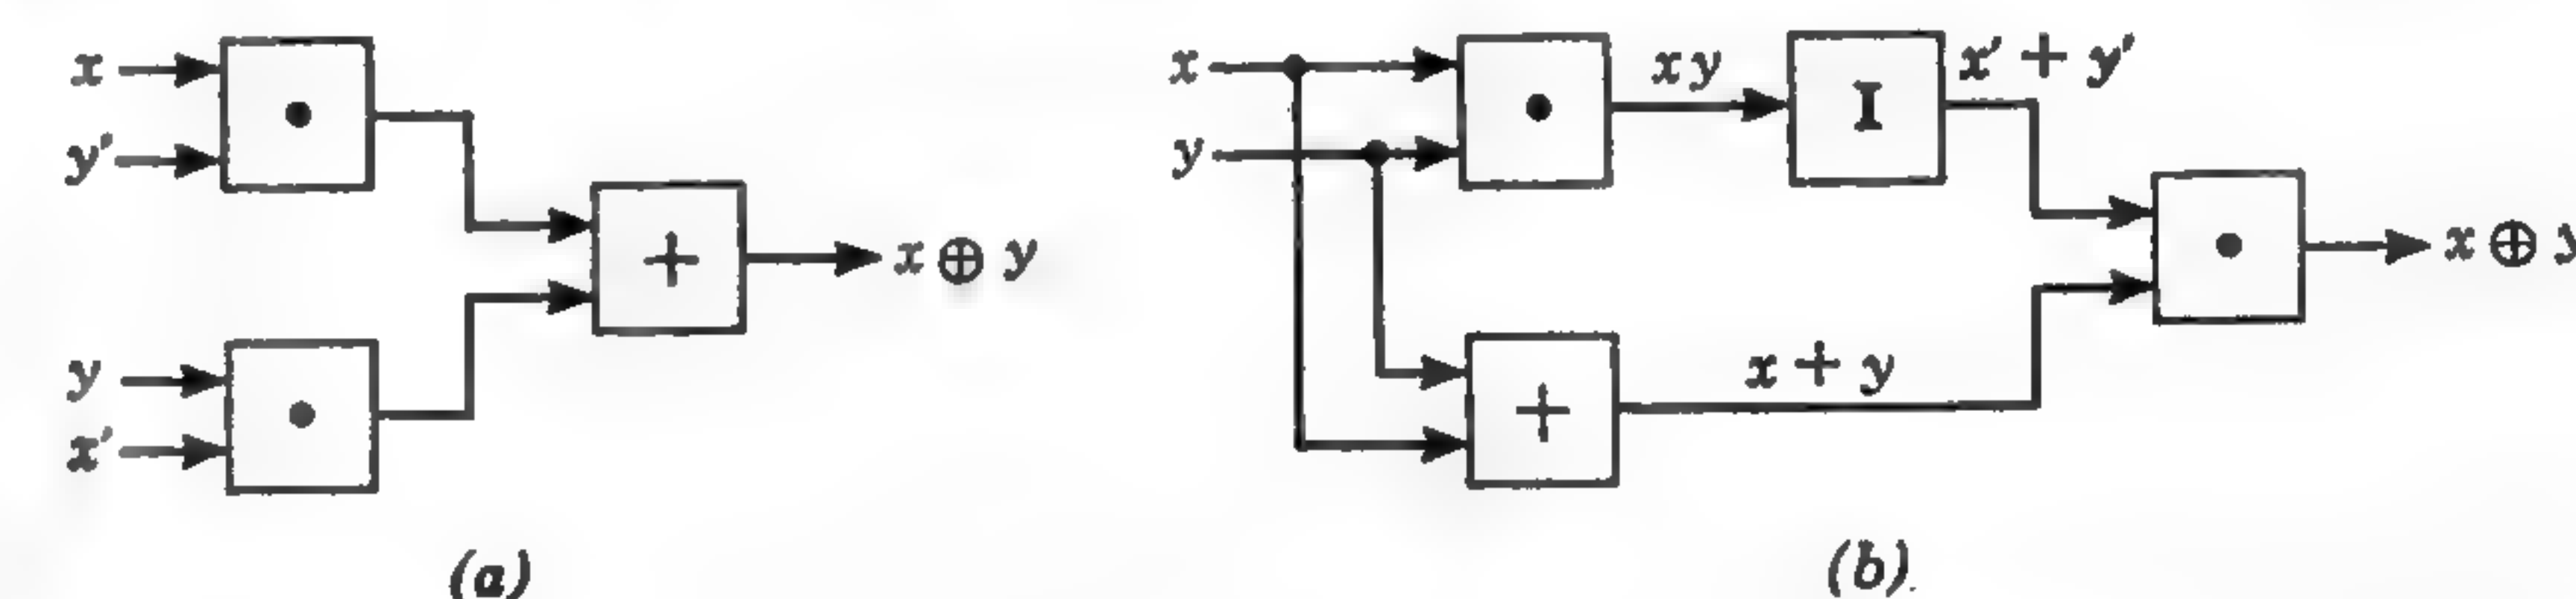 x
y'
•
+
x ⊕ y
y
x'
•
(a)
x
y
•
xy
I
x' + y'
•
x ⊕ y
+
x + y
(b).